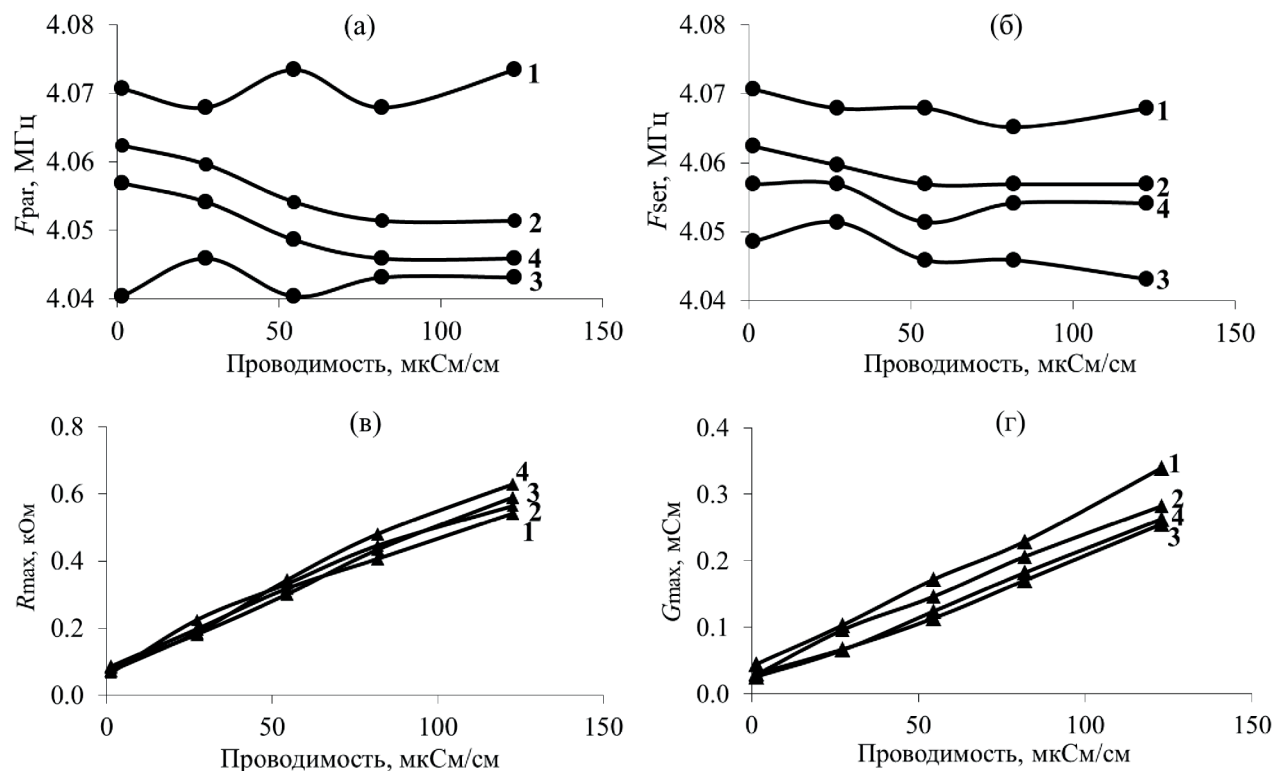 (а)
4.08
4.07
4.06
4.05
4.04
Fpar, МГц
1
2
4
3
0 50 100 150
Проводимость, мкСм/см
(б)
4.08
4.07
4.06
4.05
4.04
Fser, МГц
1
2
4
3
0 50 100 150
Проводимость, мкСм/см
(в)
0.8
0.6
0.4
0.2
0.0
Rmax, кОм
4
3
2
1
0 50 100 150
Проводимость, мкСм/см
(г)
0.4
0.3
0.2
0.1
0.0
Gmax, мСм
1
2
4
3
0 50 100 150
Проводимость, мкСм/см